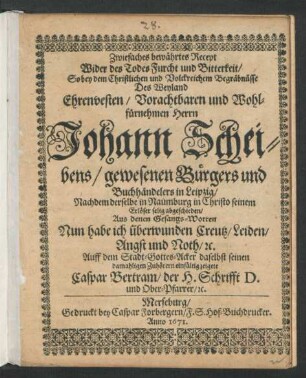 28.
Zwiefaches bewährtes Recept
Wider des Todes Furcht und Bitterkeit/
So bey dem Christlichen und Volckreichem Begräbnüsse
Des Weyland
Ehrenvesten/ Vorachtbaren und Wohl-
fürnehmen Herrn
Johann Schei-
bens/ gewesenen Bürgers und
Buchhändelers in Leipzig/
Nachdem derselbe in Naumburg in Christo seinem
Erlöser selig abgeschieden/
Aus denen Gesangs-Worten
Nun habe ich überwunden Creutz/ Leiden/
Angst und Noth/ ꝛc.
Auff dem Stadt-Gottes-Acker daselbst seinen
damahligen Zuhörern einfältig zeigete
Caspar Bertram/ der H. Schrifft D.
und Ober-Pfarrer/ ꝛc.
Merseburg/
Gedruckt bey Caspar Forbergern/ F. S. Hof-Buchdrucker.
Anno 1671.